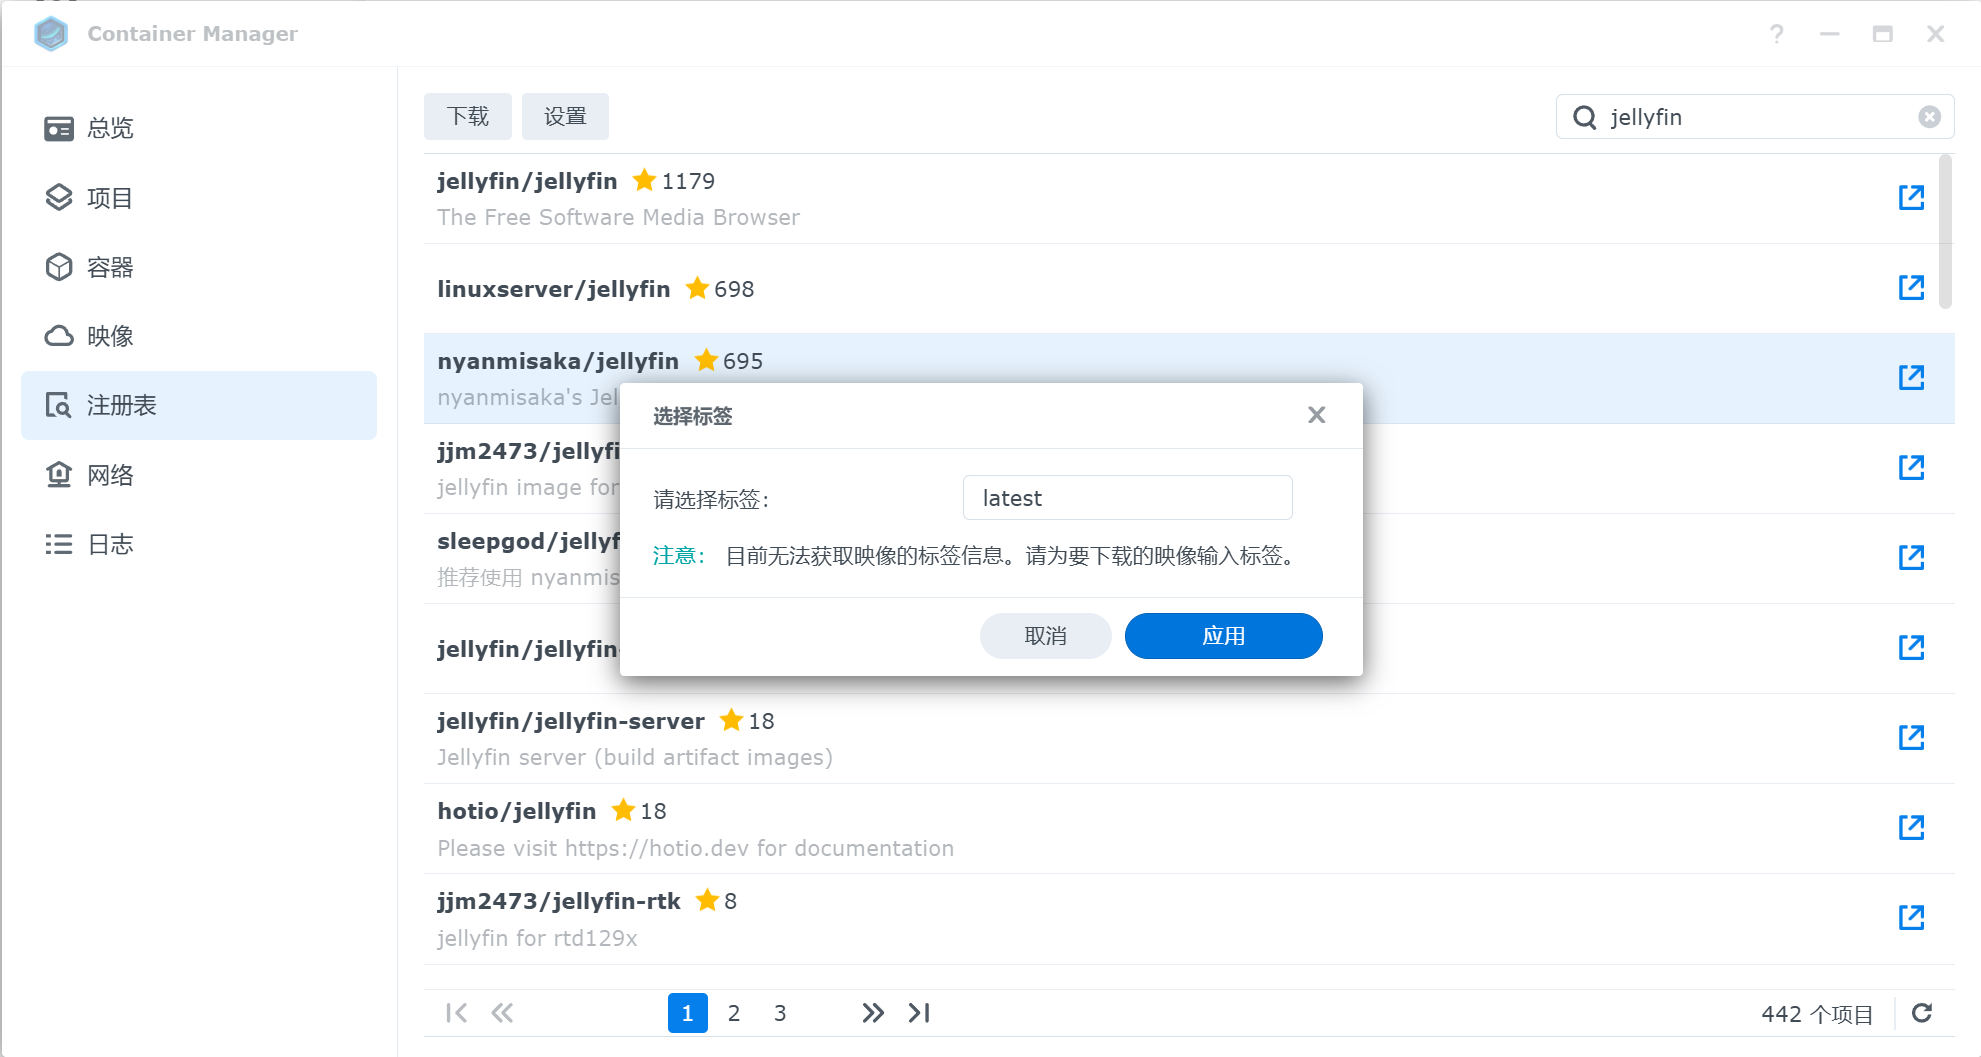 Container Manager
总览
项目
容器
映像
注册表
网络
日志
下载 设置 jellyfin
jellyfin/jellyfin 1179
The Free Software Media Browser
linuxserver/jellyfin 698
nyanmisaka/jellyfin 695
nyanmisaka's Jel
jjm2473/jellyfi
jellyfin image for
sleepgod/jellyf
推荐使用 nyanmis
jellyfin/jellyfin-
选择标签
请选择标签:
latest
注意: 目前无法获取映像的标签信息。请为要下载的映像输入标签。
取消 应用
jellyfin/jellyfin-server 18
Jellyfin server (build artifact images)
hotio/jellyfin 18
Please visit https://hotio.dev for documentation
jjm2473/jellyfin-rtk 8
jellyfin for rtd129x
1 2 3
442 个项目